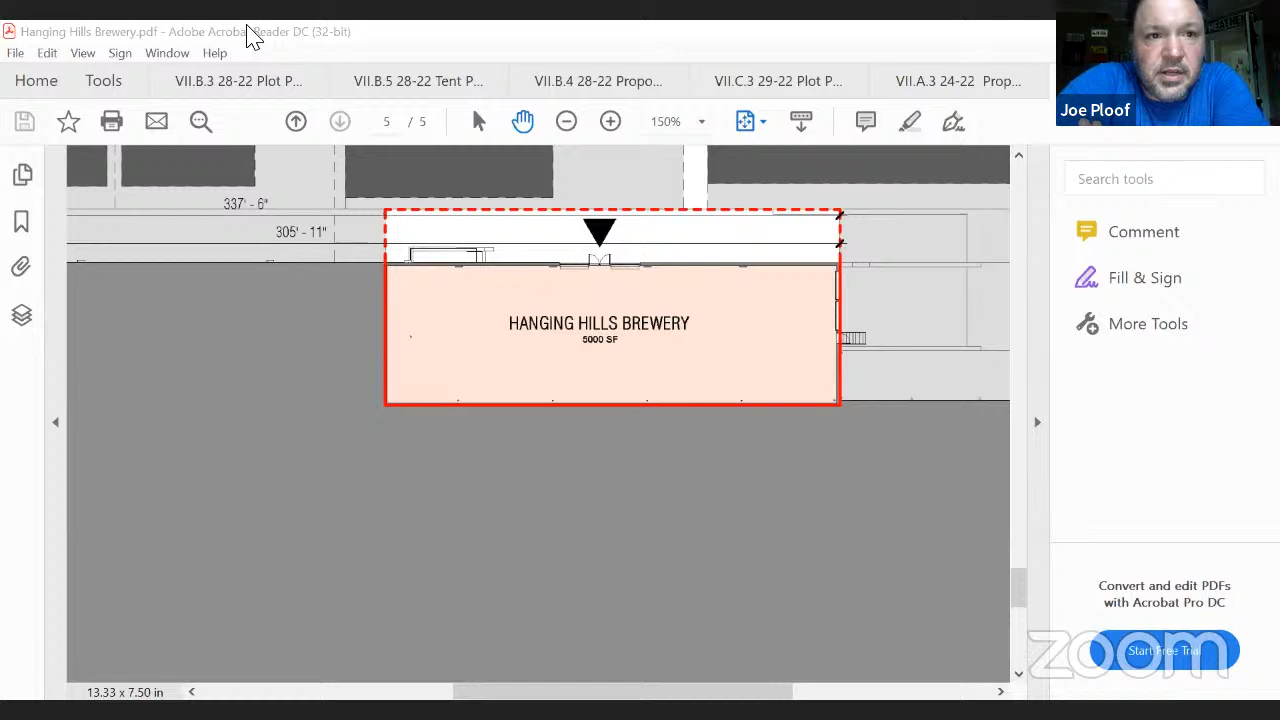 Hanging Hills Brewery.pdf - Adobe Acrobat Reader DC (32-bit)
File Edit View Sign Window Help
Home Tools VII.B.3 28-22 Plot P... VII.B.5 28-22 Tent P... VII.B.4 28-22 Propo... VII.C.3 29-22 Plot P... VII.A.3 24-22 Prop...
Joe Ploof
5 / 5 150%
Search tools
337' - 6"
305' - 11"
Comment
Fill & Sign
HANGING HILLS BREWERY
5000 SF
More Tools
Convert and edit PDFs
with Acrobat Pro DC
Start Free Trial
zoom
13.33 x 7.50 in